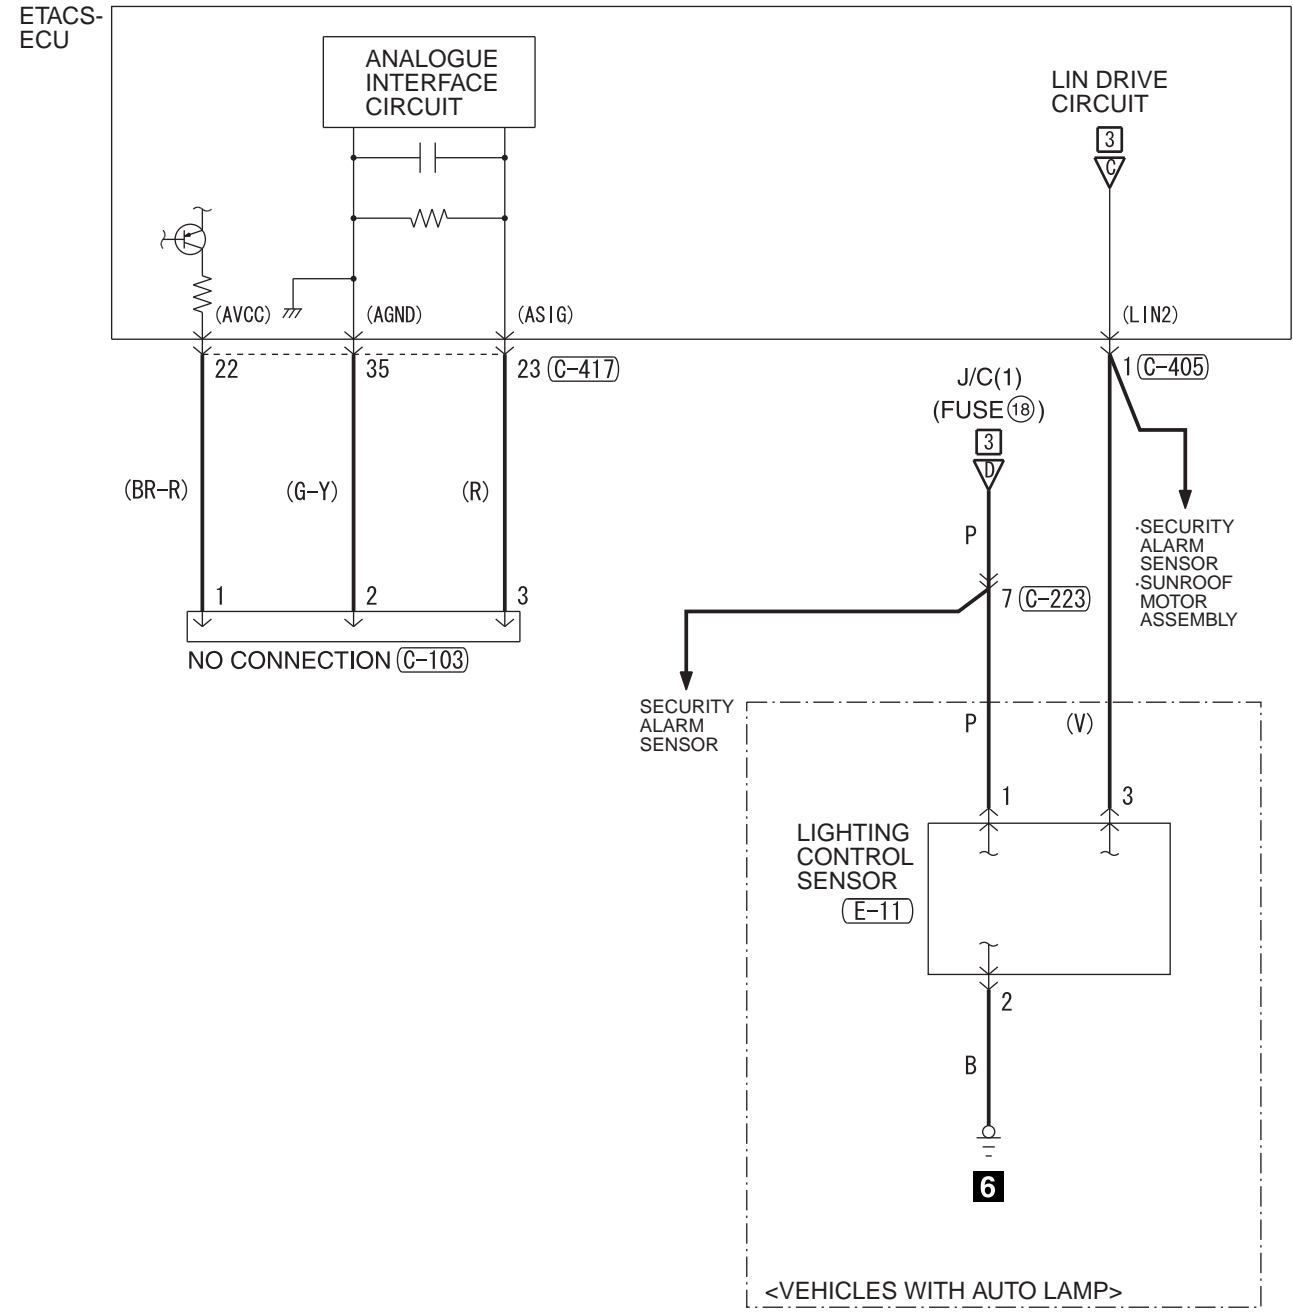 ETACS-
ECU
ANALOGUE
INTERFACE
CIRCUIT
LIN DRIVE
CIRCUIT
3
C
(AVCC)
(AGND)
(ASIG)
(LIN2)
22
35
23 (C-417)
1 (C-405)
J/C(1)
(FUSE 18)
3
D
(BR-R)
(G-Y)
(R)
P
·SECURITY
ALARM
SENSOR
·SUNROOF
MOTOR
ASSEMBLY
1
2
3
7 (C-223)
NO CONNECTION (C-103)
SECURITY
ALARM
SENSOR
P
(V)
1
3
LIGHTING
CONTROL
SENSOR
(E-11)
2
B
6
<VEHICLES WITH AUTO LAMP>